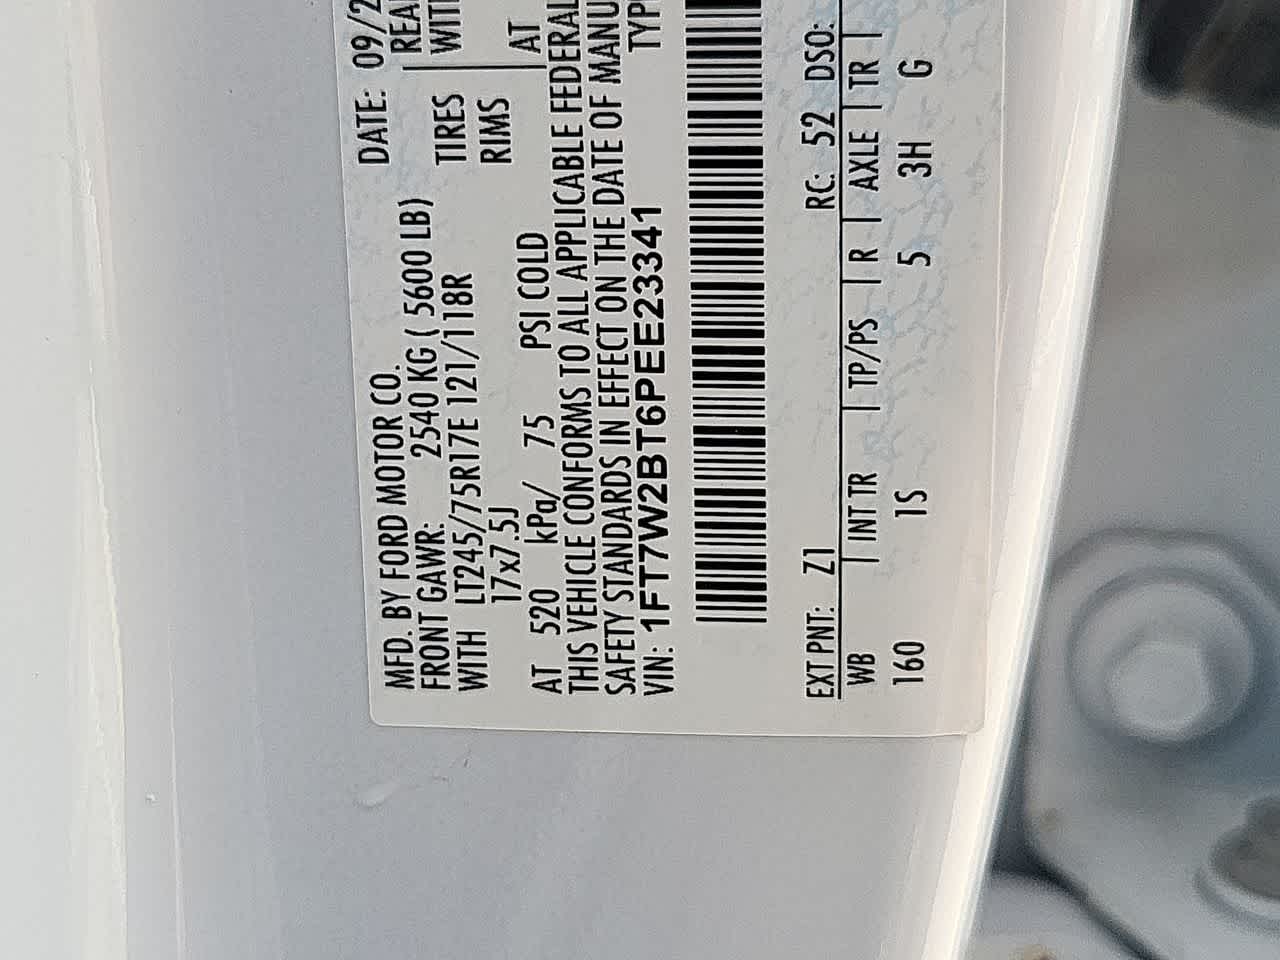 MFD. BY FORD MOTOR CO. DATE: 09/2
FRONT GAWR: 2540 KG ( 5600 LB) REA
WITH LT245/75R17E 121/118R TIRES WIT
17x7.5J RIMS
AT 520 kPa/ 75 PSI COLD AT
THIS VEHICLE CONFORMS TO ALL APPLICABLE FEDERAL
SAFETY STANDARDS IN EFFECT ON THE DATE OF MANU
VIN: 1FT7W2BT6PEE23341 TYP
EXT PNT: Z1 RC: 52 DSO:
WB | INT TR | TP/PS | R | AXLE | TR |
160 1S 5 3H G